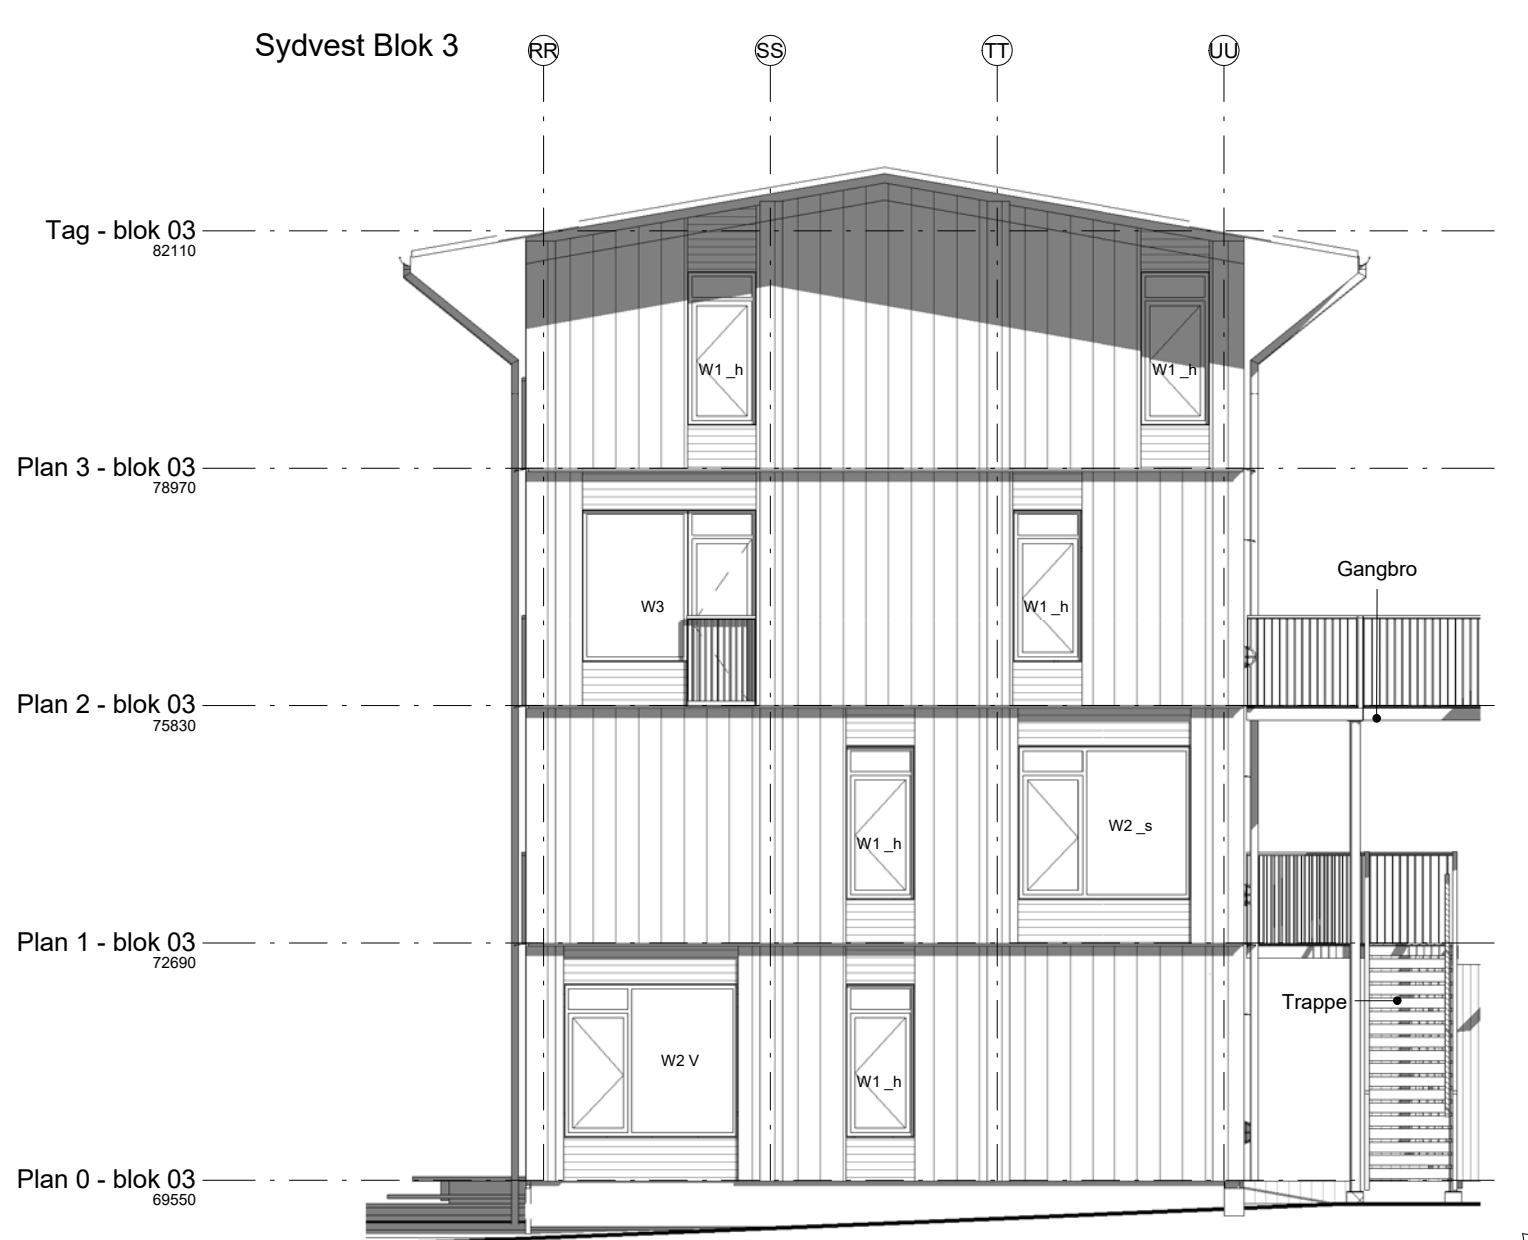 Sydvest Blok 3
RR
SS
TT
UU
Tag - blok 03
82110
W1 _h
W1 _h
Plan 3 - blok 03
78970
Gangbro
W3
W1 _h
Plan 2 - blok 03
75830
W2 _s
W1 _h
Plan 1 - blok 03
72690
Trappe
W2 V
W1 _h
Plan 0 - blok 03
69550